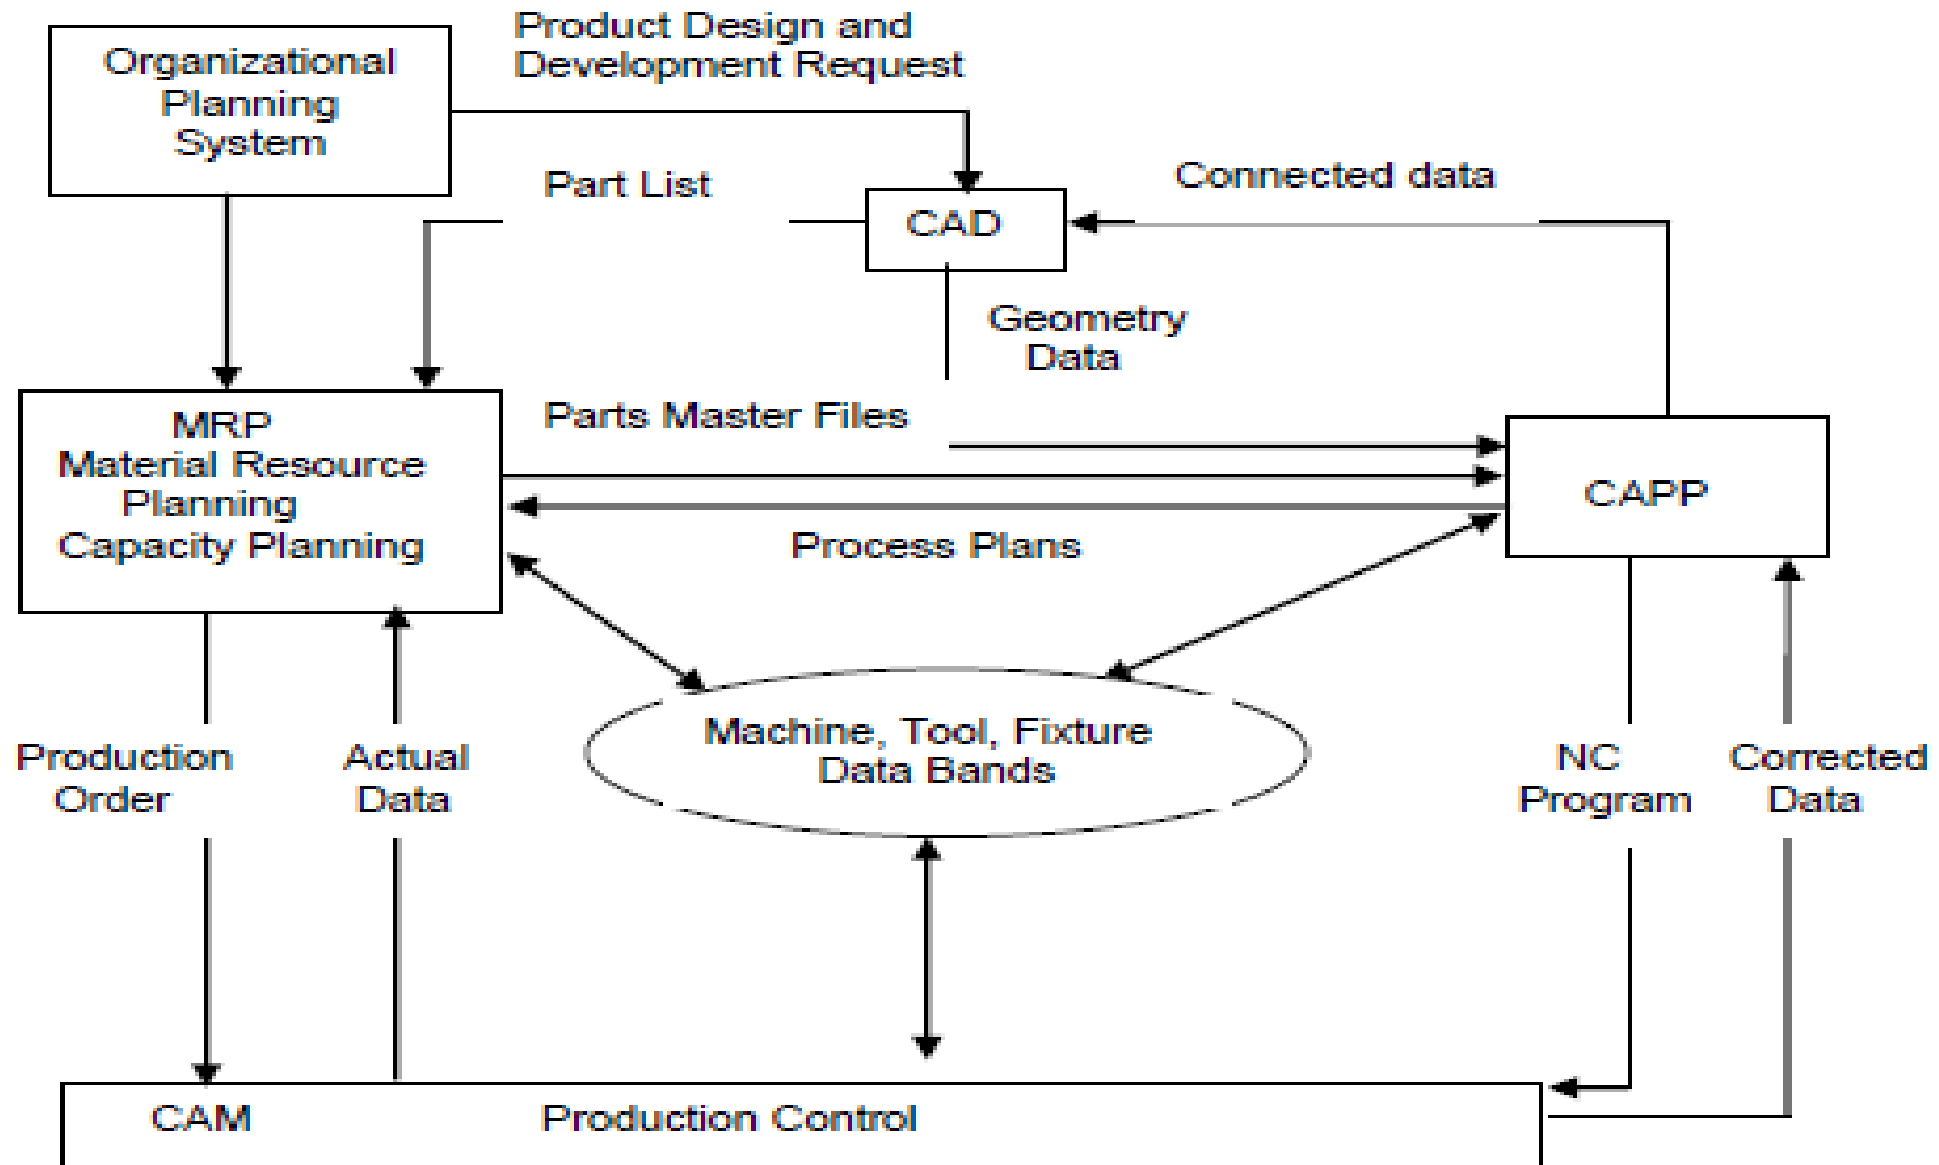 Organizational
Planning
System
Product Design and
Development Request
Part List
CAD
Connected data
Geometry
Data
MRP
Material Resource
Planning
Capacity Planning
Parts Master Files
Process Plans
CAPP
Machine, Tool, Fixture
Data Bands
Production
Order
Actual
Data
NC
Program
Corrected
Data
CAM
Production Control